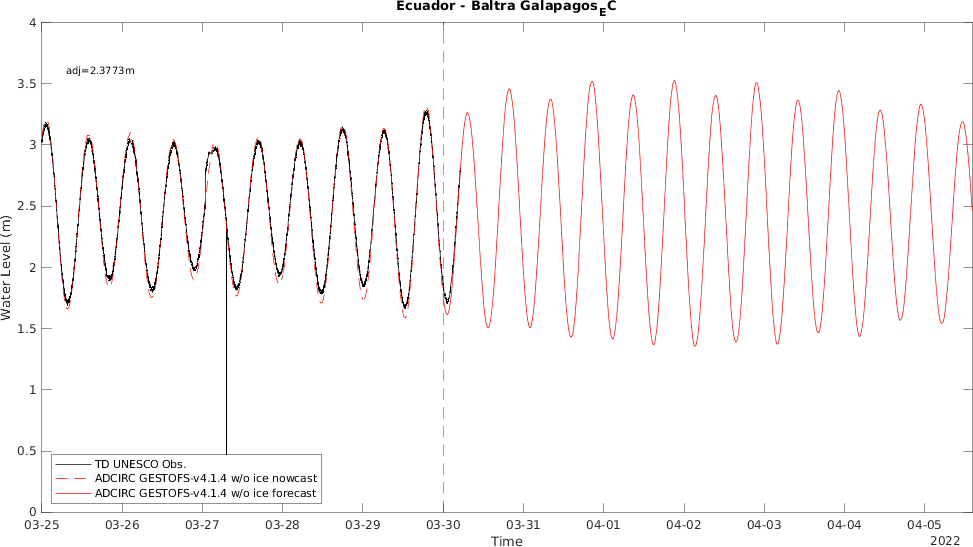 Ecuador - Baltra Galapagos_EC
4
adj=2.3773m
3.5
3
2.5
2
1.5
1
0.5
0
Water Level (m)
TD UNESCO Obs.
ADCIRC GESTOFS-v4.1.4 w/o ice nowcast
ADCIRC GESTOFS-v4.1.4 w/o ice forecast
03-25 03-26 03-27 03-28 03-29 03-30 03-31 04-01 04-02 04-03 04-04 04-05
Time
2022